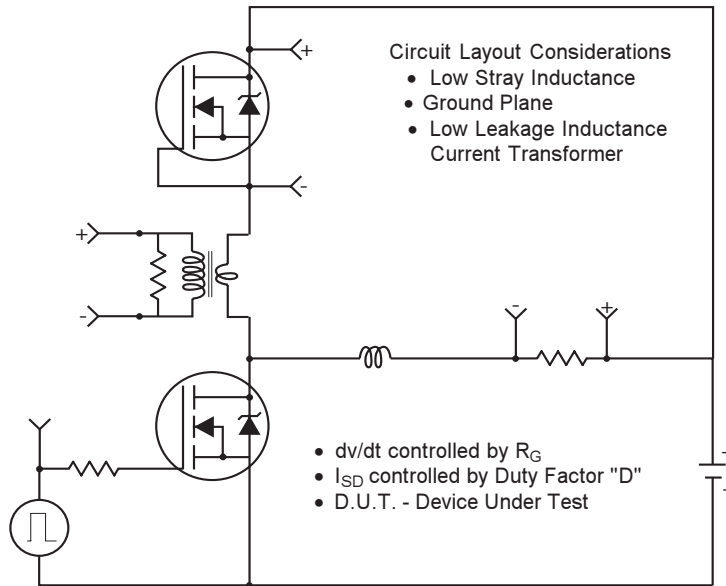 +
Circuit Layout Considerations
• Low Stray Inductance
• Ground Plane
• Low Leakage Inductance
Current Transformer
-
+
-
-
+
• dv/dt controlled by RG
• ISD controlled by Duty Factor "D"
• D.U.T. - Device Under Test